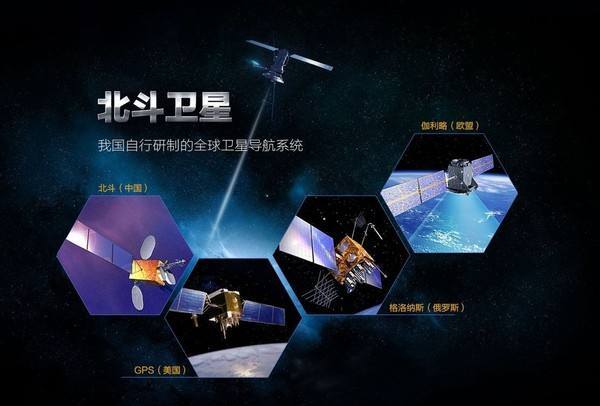 北斗卫星
我国自行研制的全球卫星导航系统
伽利略（欧盟）
北斗（中国）
格洛纳斯（俄罗斯）
GPS（美国）